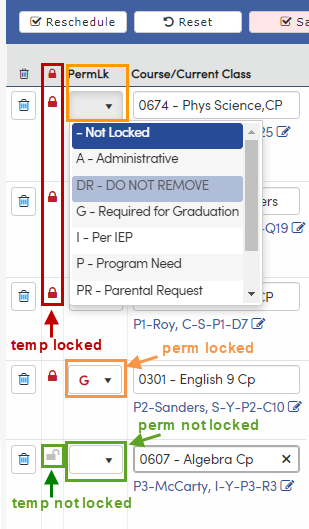 Reschedule Reset Sa
PermLk Course/Current Class
0674 - Phys Science,CP
- Not Locked
25
A - Administrative
DR - DO NOT REMOVE
ers
G - Required for Graduation
-Q19
I - Per IEP
P - Program Need
PR - Parental Request
CP
P1-Roy, C-S-P1-D7
temp locked
perm locked
G 0301 - English 9 Cp
P2-Sanders, S-Y-P2-C10
perm not locked
0607 - Algebra Cp ×
P3-McCarty, I-Y-P3-R3
temp not locked